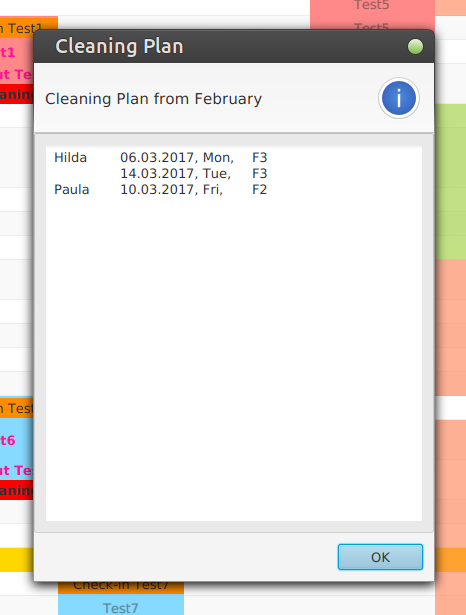 Test5
Test5
n Test1
t1
ut Te
anin
Cleaning Plan
Cleaning Plan from February
i
Hilda 06.03.2017, Mon, F3
14.03.2017, Tue, F3
Paula 10.03.2017, Fri, F2
n Test
t6
ut Te
eaning
OK
Check-in Test7
Test7